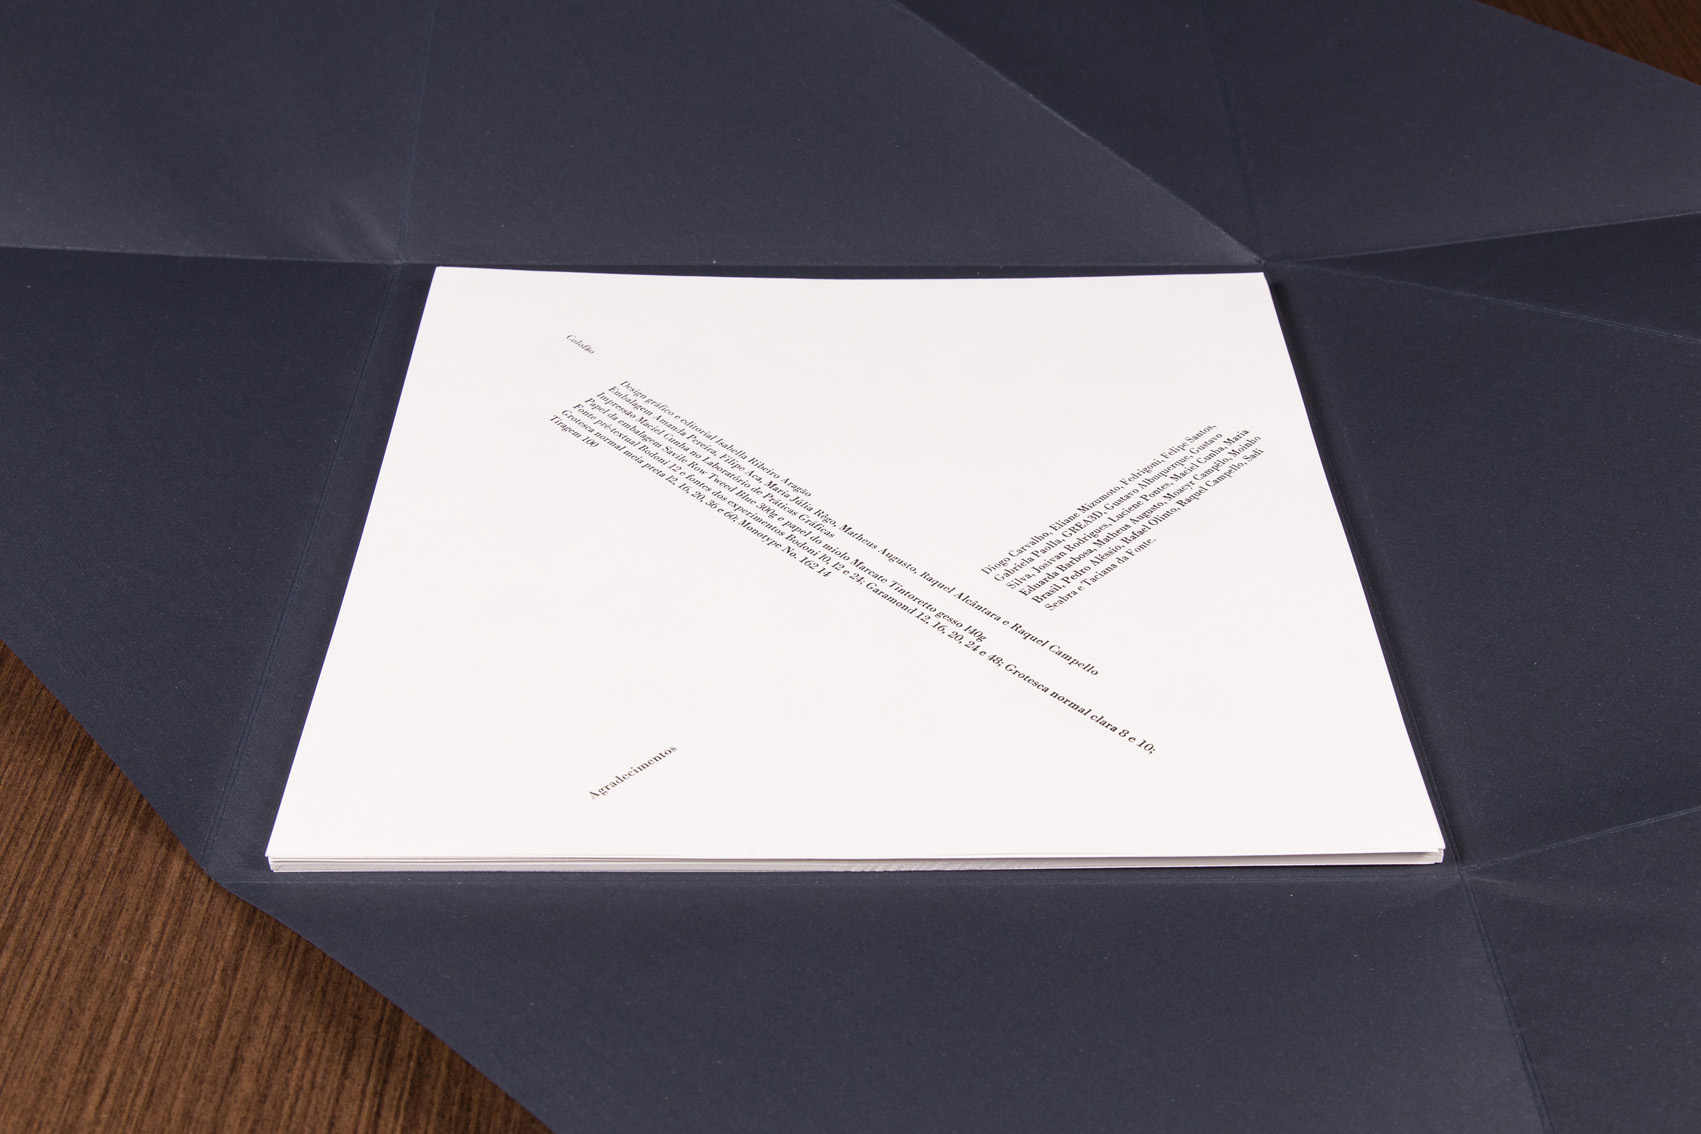 Colofão
Design gráfico e editorial Isabella Ribeiro Aragão
Embalagem Amanda Pereira, Filipe Aca, Maria Júlia Rêgo, Matheus Augusto, Raquel Alcântara e Raquel Campello
Impressão Maciel Cunha no Laboratório de Práticas Gráficas
Papel da embalagem Savile Row Tweed Blue 300g e papel do miolo Marcate Tintoretto gesso 140g
Fonte pré-textual Bodoni 12 e fontes dos experimentos Bodoni 10, 12 e 24; Garamond 12, 16, 20, 24 e 48; Grotesca normal clara 8 e 10;
Grotesca normal meia preta 12, 16, 20, 36 e 60; Monotype No. 162 14
Tiragem 100
Agradecimentos
Diogo Carvalho, Eliane Mizumoto, Fedrigoni, Felipe Santos,
Gabriela Paolla, GREA3D, Gustavo Albuquerque, Gustavo
Silva, Josivan Rodrigues, Luciene Pontes, Maciel Cunha, Maria
Eduarda Barbosa, Matheus Augusto, Moacyr Campêlo, Moinho
Brasil, Pedro Aléssio, Rafael Olinto, Raquel Campello, Sadi
Seabra e Taciana da Fonte.